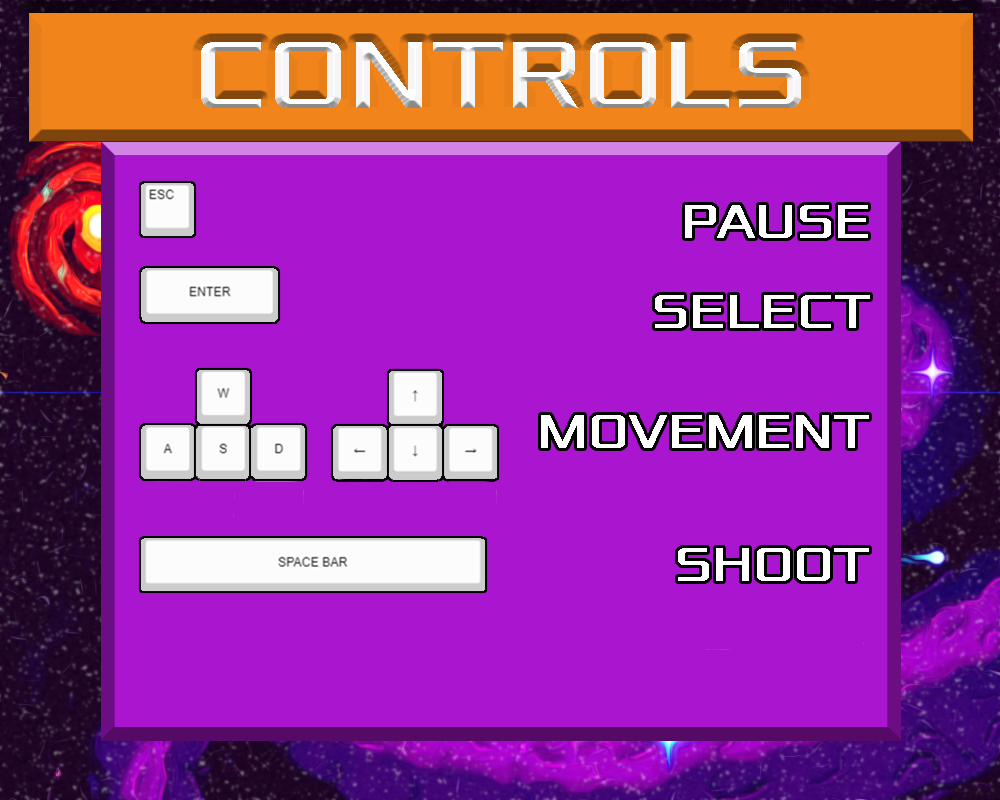 CONTROLS
ESC PAUSE
ENTER SELECT
W ↑
A S D ← ↓ → MOVEMENT
SPACE BAR SHOOT